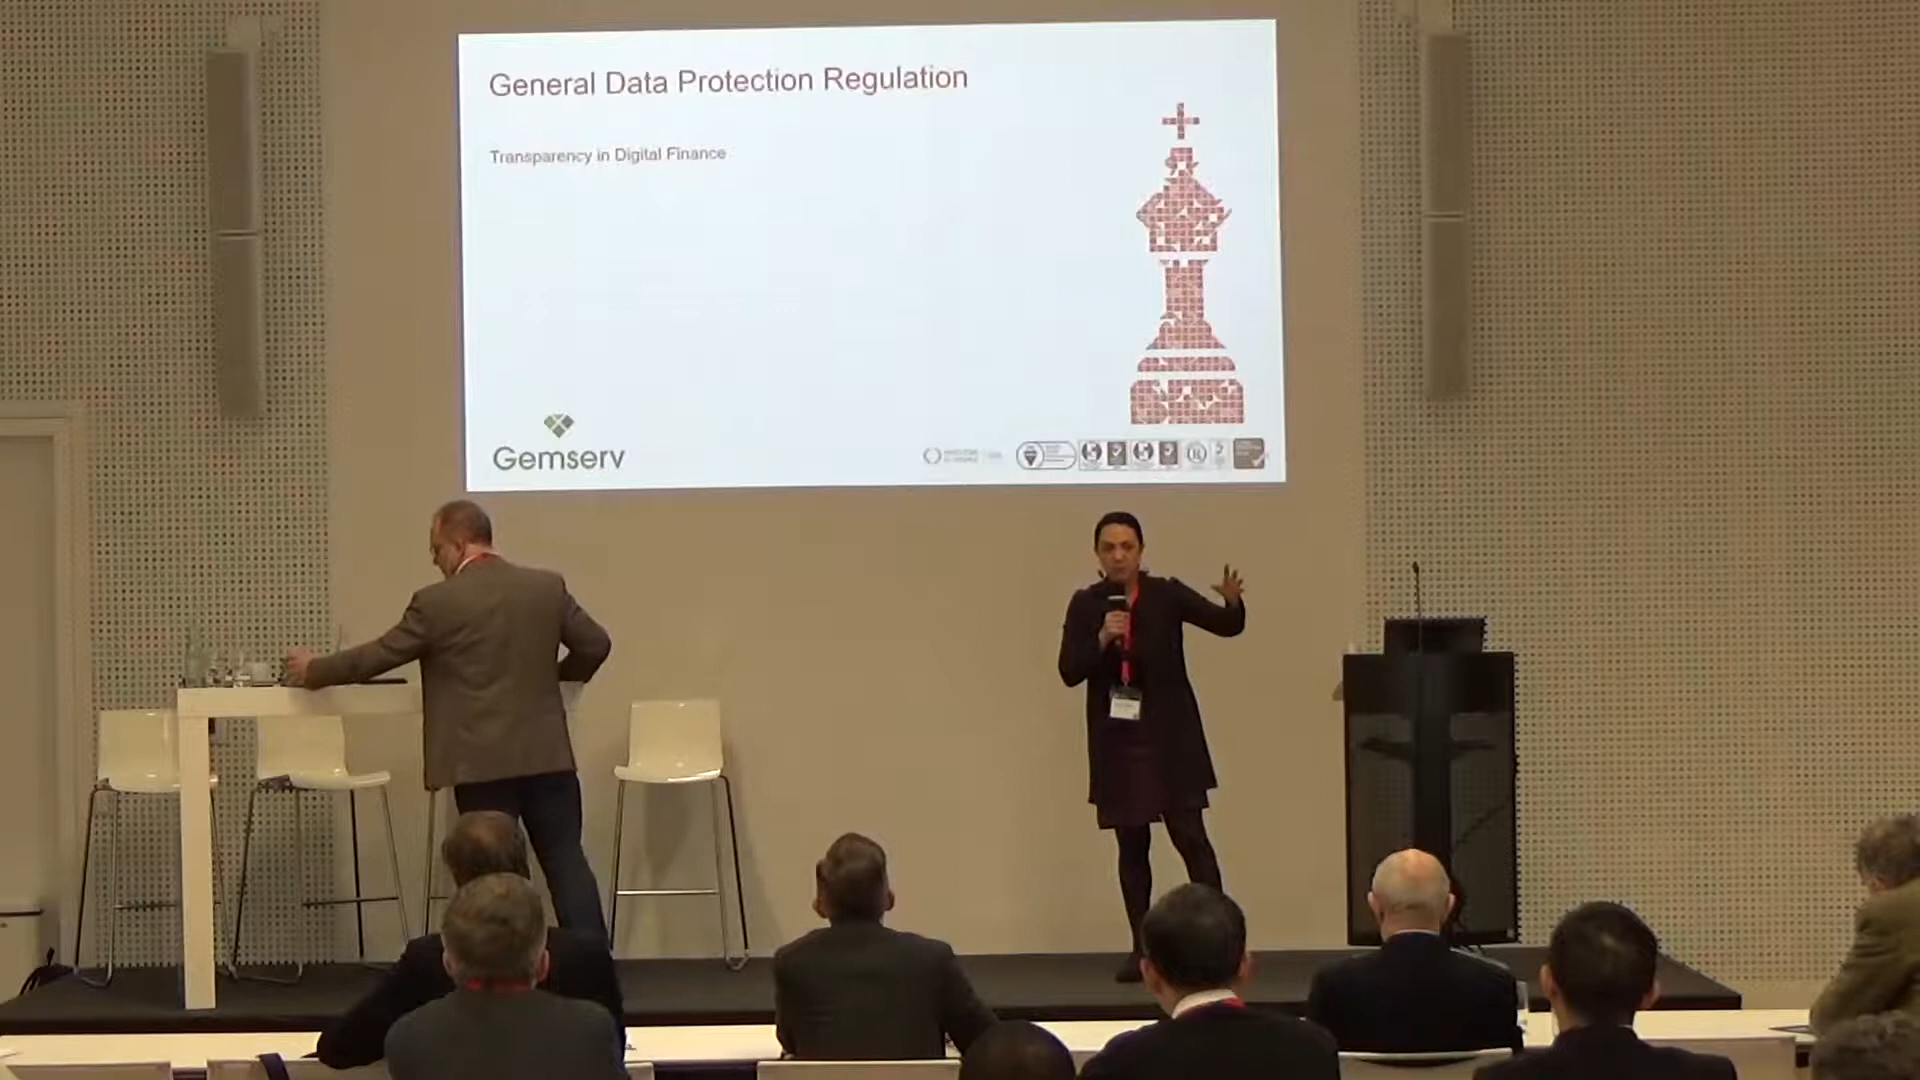 General Data Protection Regulation
Transparency in Digital Finance
Gemserv